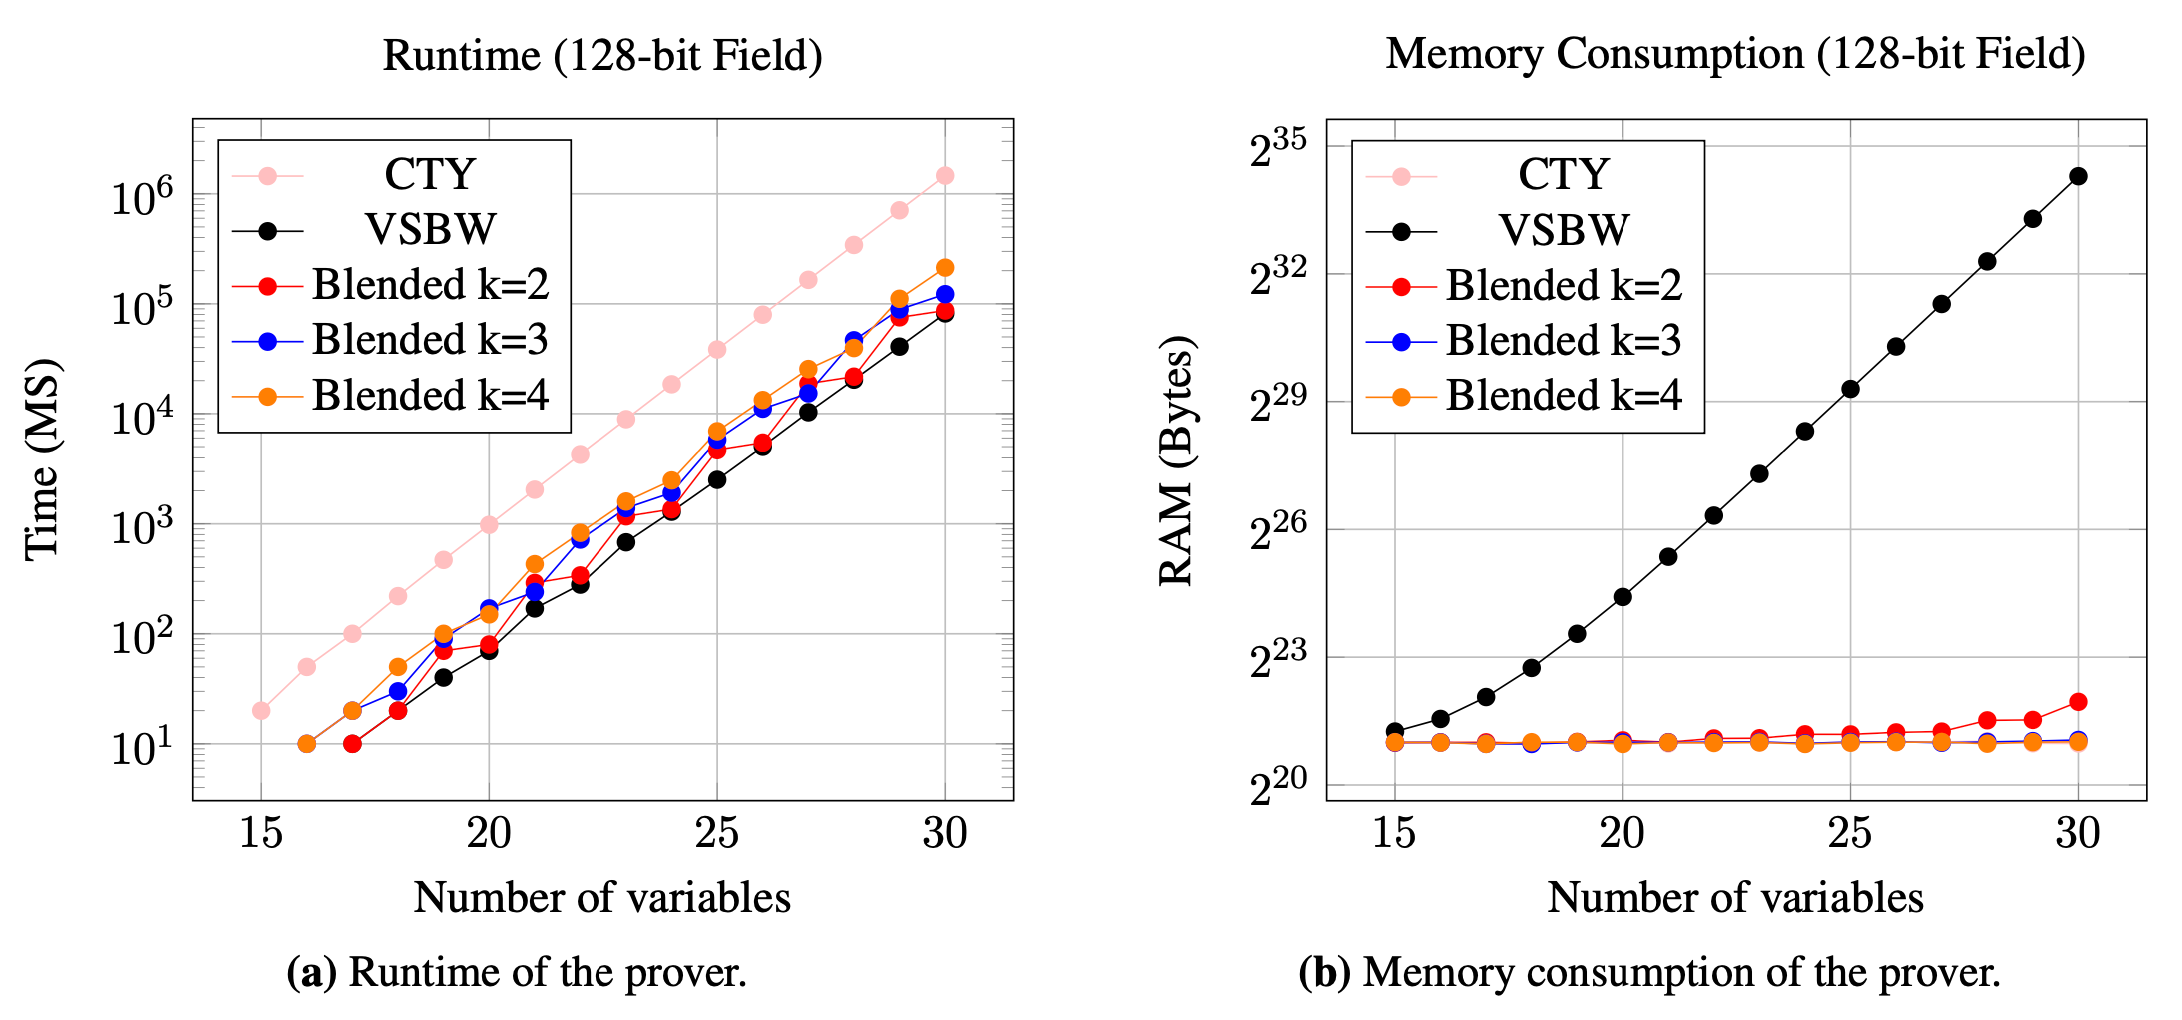 Runtime (128-bit Field)
CTY
VSBW
Blended k=2
Blended k=3
Blended k=4
10^6
10^5
10^4
10^3
10^2
10^1
Time (MS)
15 20 25 30
Number of variables
(a) Runtime of the prover.
Memory Consumption (128-bit Field)
CTY
VSBW
Blended k=2
Blended k=3
Blended k=4
2^35
2^32
2^29
2^26
2^23
2^20
RAM (Bytes)
15 20 25 30
Number of variables
(b) Memory consumption of the prover.